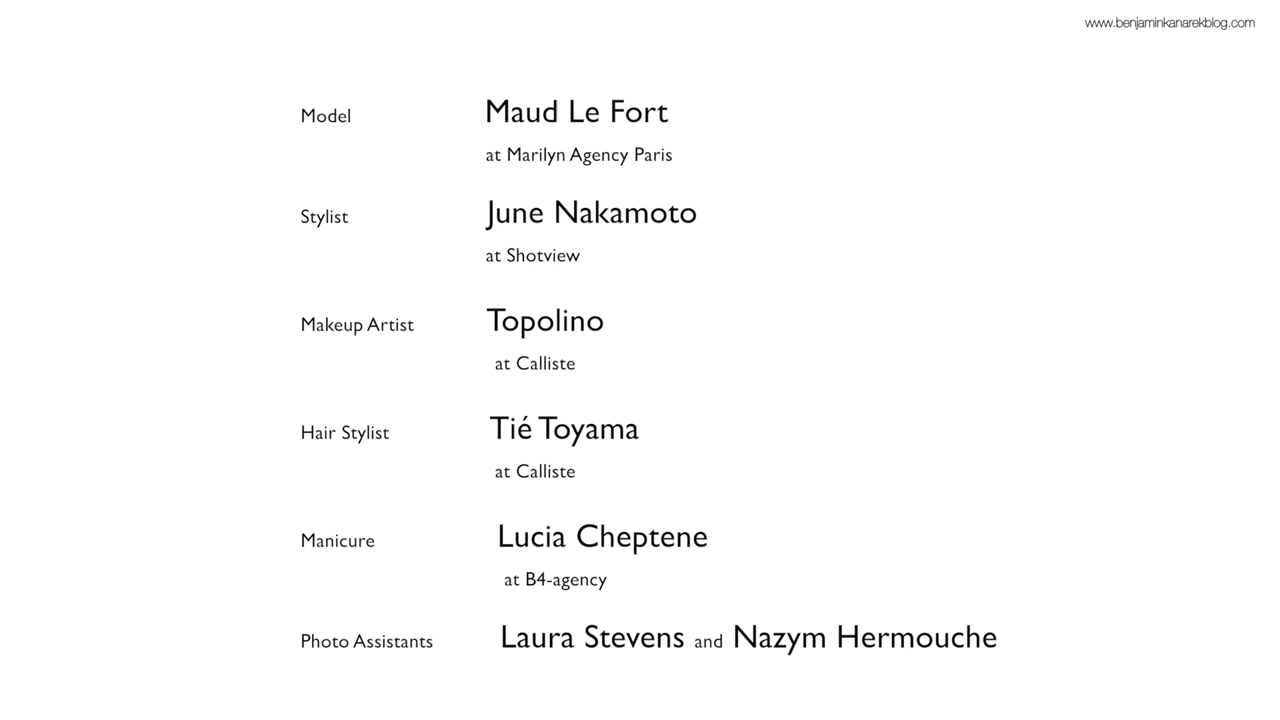 www.benjaminkanarekblog.com
Model Maud Le Fort
at Marilyn Agency Paris
Stylist June Nakamoto
at Shotview
Makeup Artist Topolino
at Calliste
Hair Stylist Tié Toyama
at Calliste
Manicure Lucia Cheptene
at B4-agency
Photo Assistants Laura Stevens and Nazym Hermouche